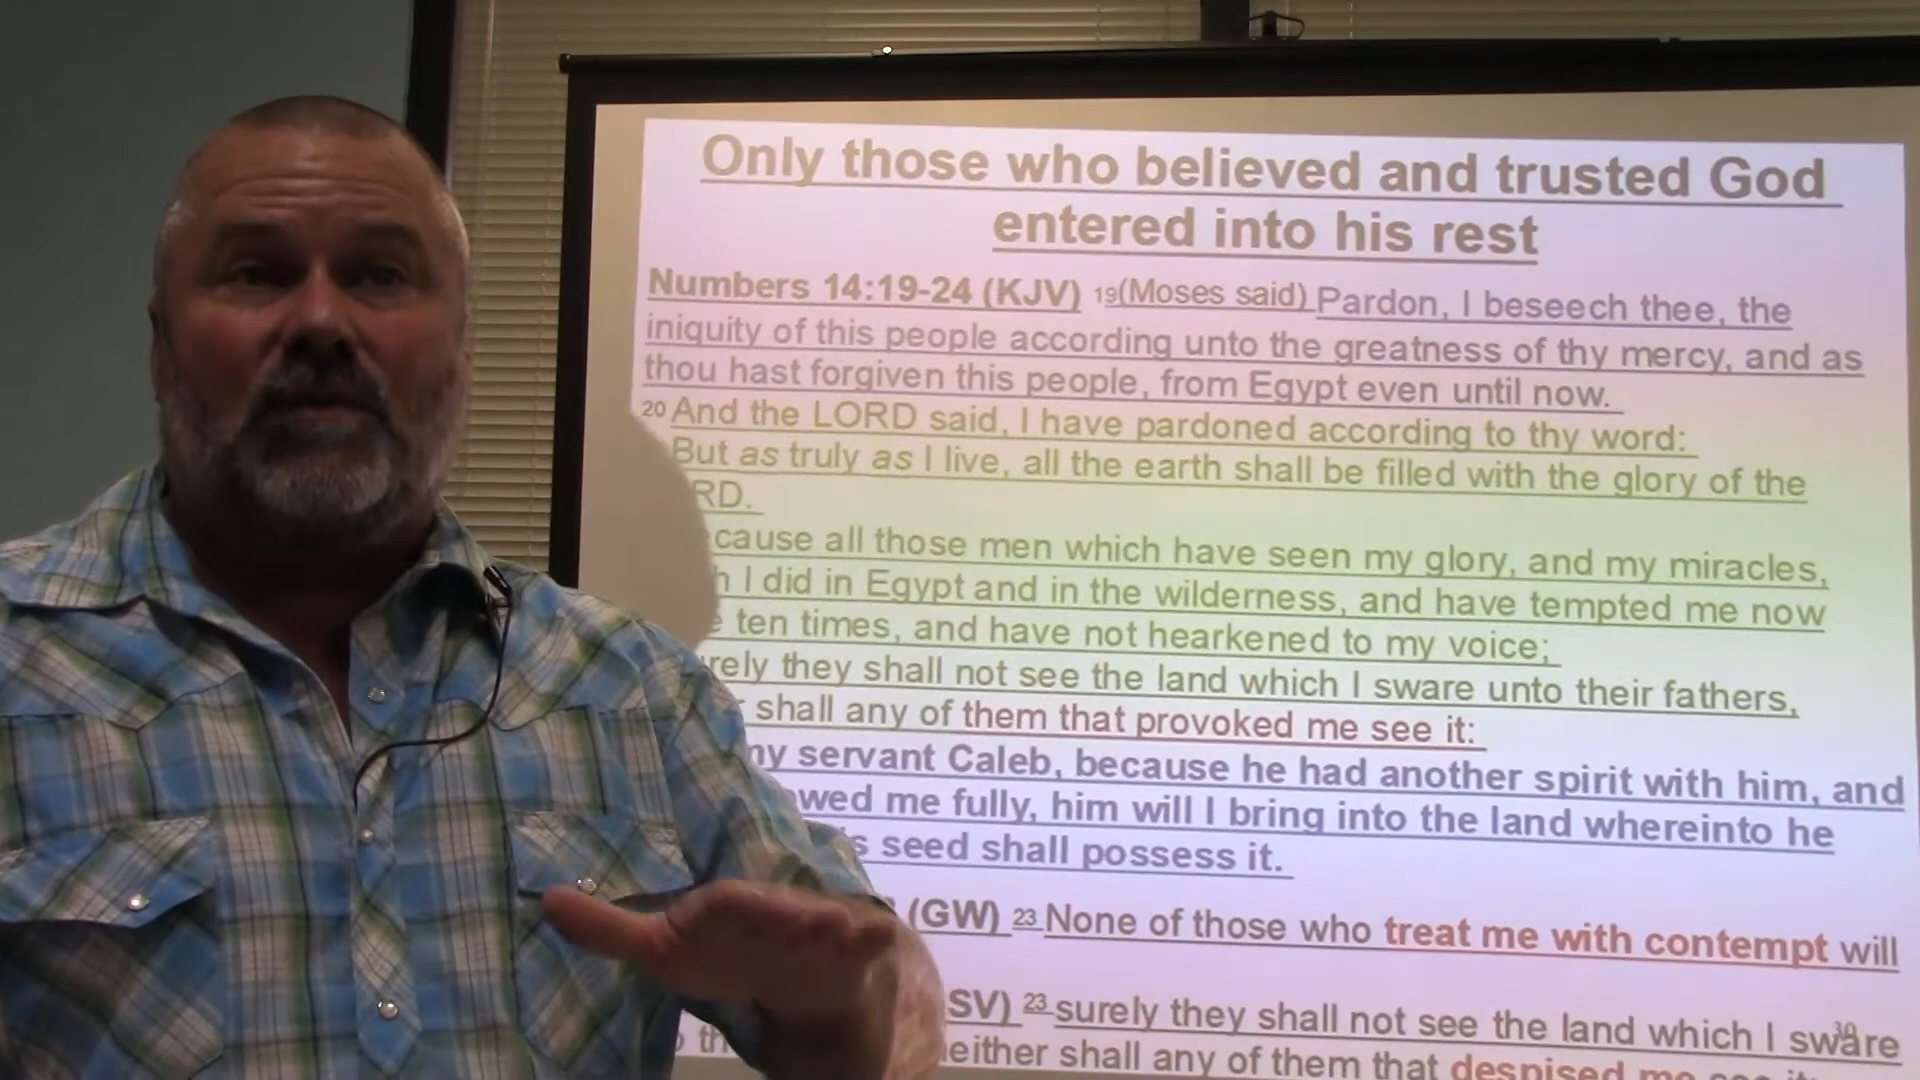 Only those who believed and trusted God
entered into his rest
Numbers 14:19-24 (KJV) 19(Moses said) Pardon, I beseech thee, the
iniquity of this people according unto the greatness of thy mercy, and as
thou hast forgiven this people, from Egypt even until now.
20 And the LORD said, I have pardoned according to thy word:
But as truly as I live, all the earth shall be filled with the glory of the
RD.
cause all those men which have seen my glory, and my miracles,
h I did in Egypt and in the wilderness, and have tempted me now
ten times, and have not hearkened to my voice;
rely they shall not see the land which I sware unto their fathers,
shall any of them that provoked me see it:
my servant Caleb, because he had another spirit with him, and
wed me fully, him will I bring into the land whereinto he
s seed shall possess it.
(GW) 23 None of those who treat me with contempt will
SV) 23 surely they shall not see the land which I sware
either shall any of them that despised me see it